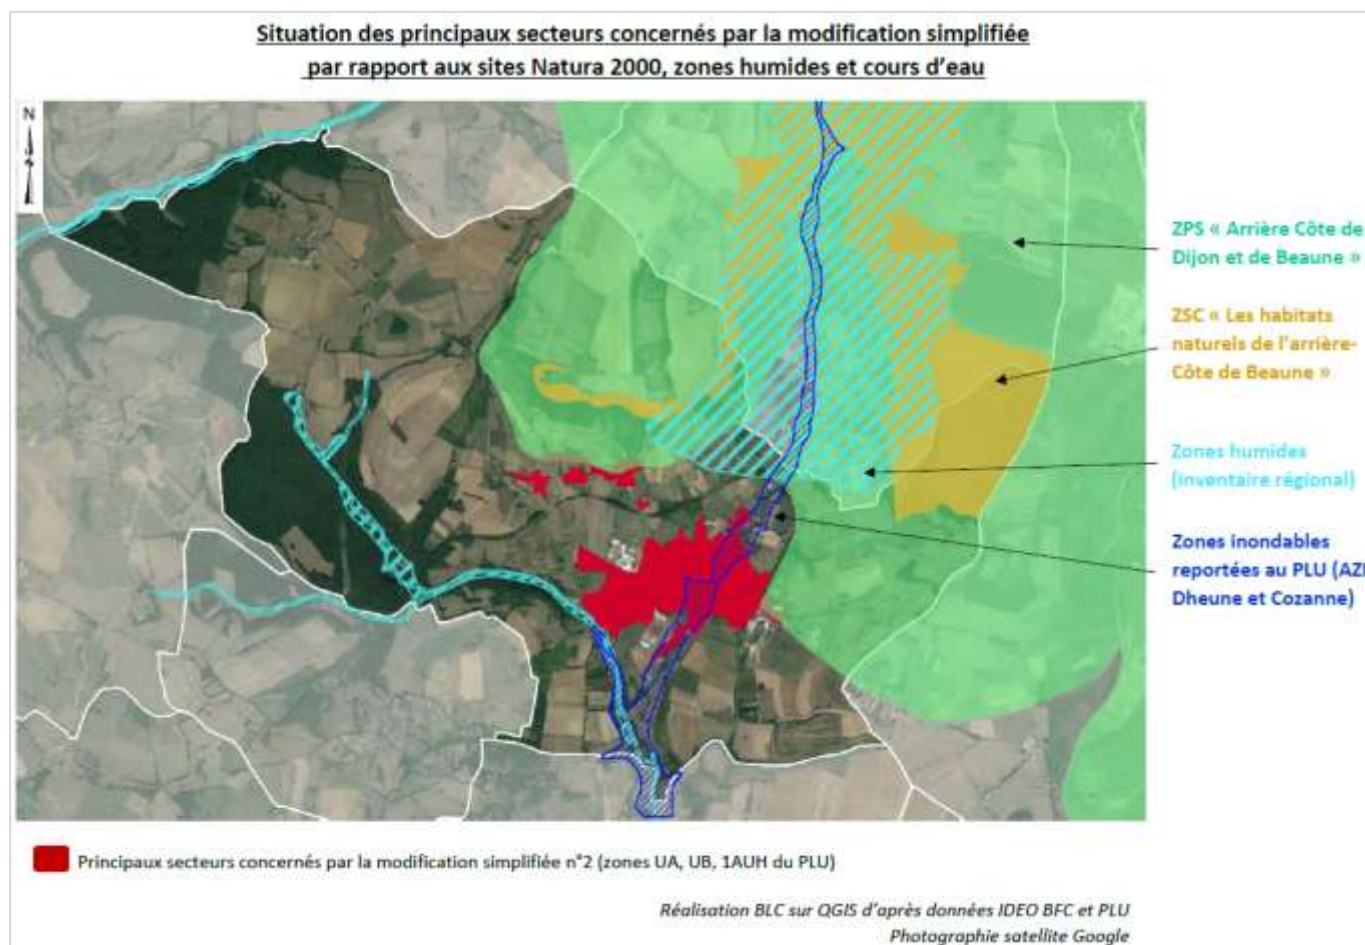 Situation des principaux secteurs concernés par la modification simplifiée
par rapport aux sites Natura 2000, zones humides et cours d'eau
N
ZPS « Arrière Côte de
Dijon et de Beaune »
ZSC « Les habitats
naturels de l'arrière-
Côte de Beaune »
Zones humides
(inventaire régional)
Zones inondables
reportées au PLU (AZI
Dheune et Cozanne)
Principaux secteurs concernés par la modification simplifiée n°2 (zones UA, UB, 1AUH du PLU)
Réalisation BLC sur QGIS d'après données IDEO BFC et PLU
Photographie satellite Google